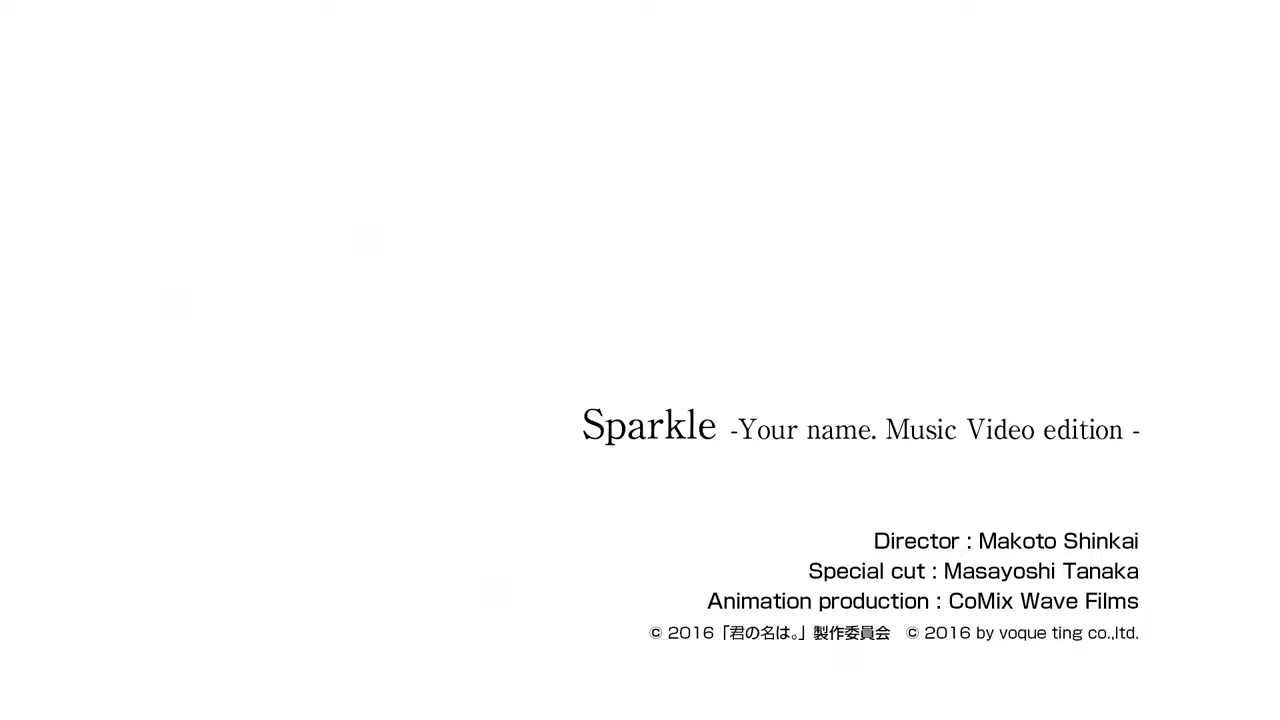 Sparkle -Your name. Music Video edition -
Director : Makoto Shinkai
Special cut : Masayoshi Tanaka
Animation production : CoMix Wave Films
© 2016「君の名は。」製作委員会　© 2016 by voque ting co.,ltd.